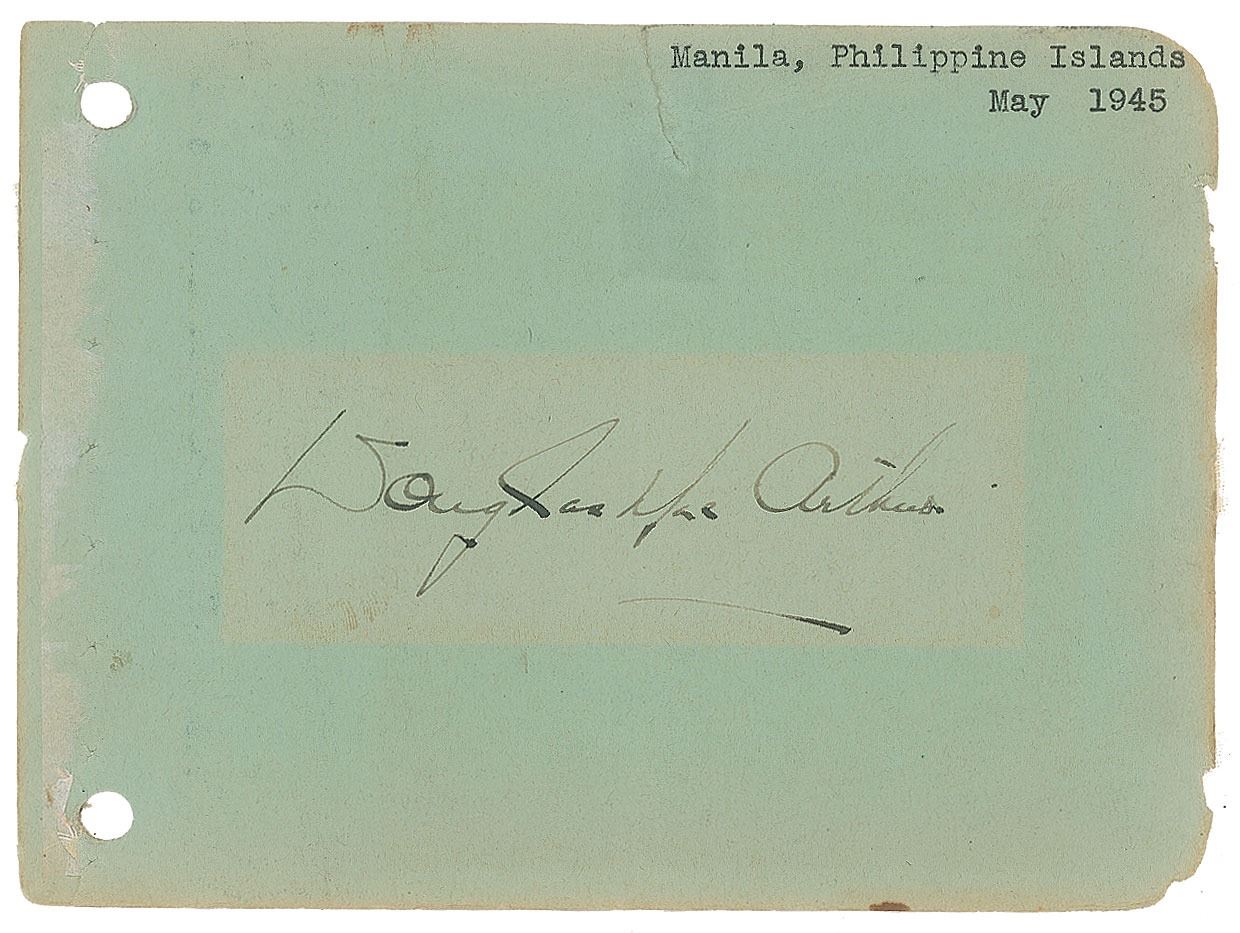 Manila, Philippine Islands
May 1945
Douglas MacArthur